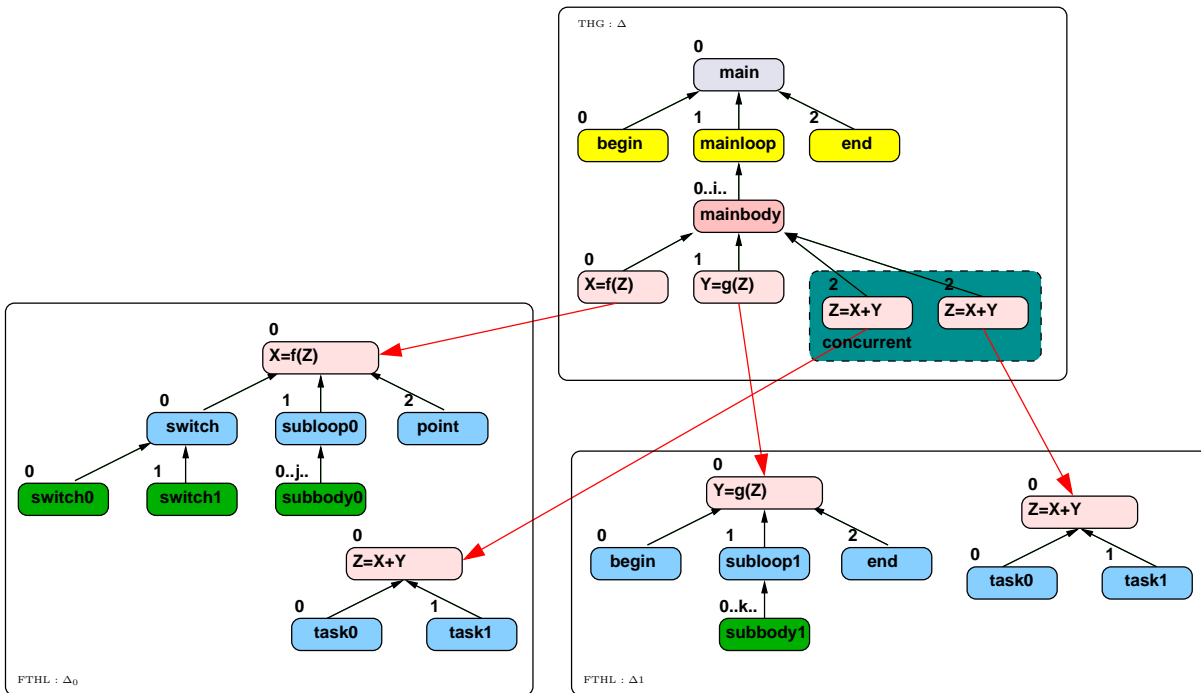 THG : Δ
0
main
0 1 2
begin mainloop end
0..i..
mainbody
0 1 2 2
X=f(Z) Y=g(Z) Z=X+Y Z=X+Y
concurrent
0
X=f(Z)
0 1 2
switch subloop0 point
0 1 0..j..
switch0 switch1 subbody0
0
Z=X+Y
0 1
task0 task1
FTHL : Δ₀
0
Y=g(Z)
0 1 2
begin subloop1 end
0..k..
subbody1
0
Z=X+Y
0 1
task0 task1
FTHL : Δ1